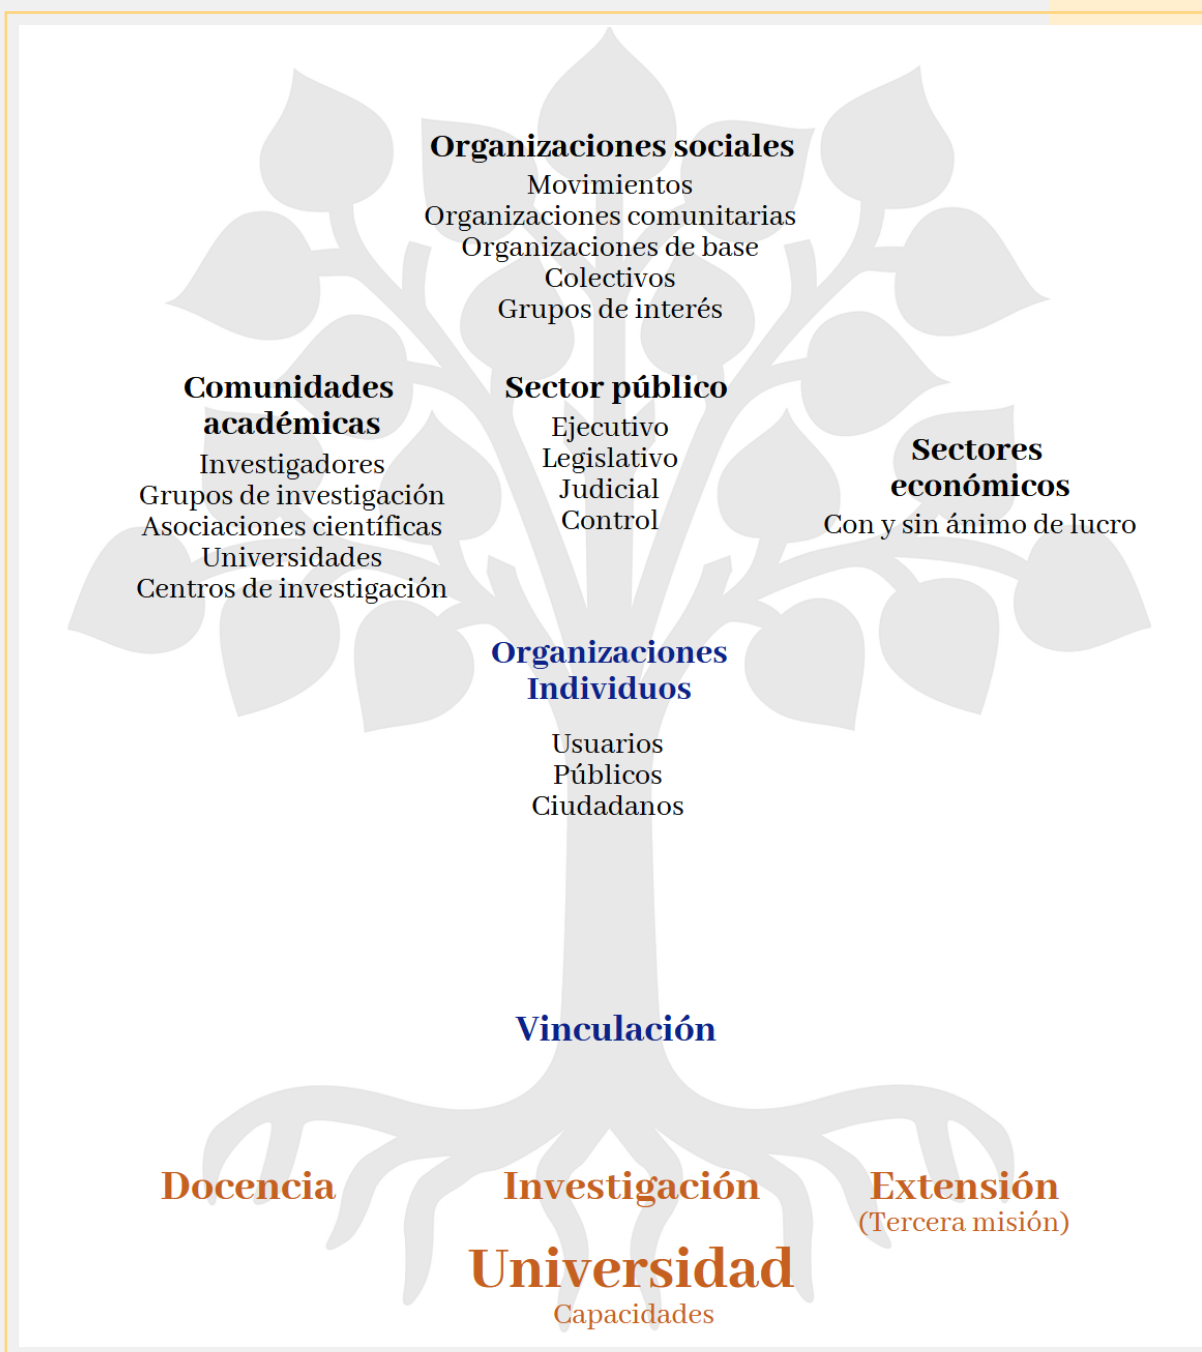 Organizaciones sociales
Movimientos
Organizaciones comunitarias
Organizaciones de base
Colectivos
Grupos de interés
Comunidades
académicas
Investigadores
Grupos de investigación
Asociaciones científicas
Universidades
Centros de investigación
Sector público
Ejecutivo
Legislativo
Judicial
Control
Sectores
económicos
Con y sin ánimo de lucro
Organizaciones
Individuos
Usuarios
Públicos
Ciudadanos
Vinculación
Docencia
Investigación
Extensión
(Tercera misión)
Universidad
Capacidades